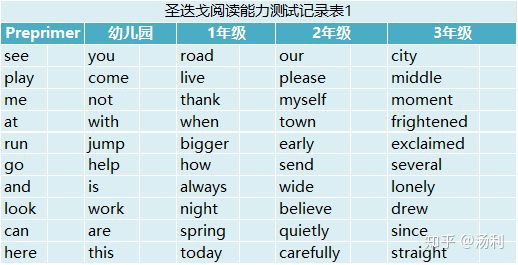 圣迭戈阅读能力测试记录表1
Preprimer 幼儿园 1年级 2年级 3年级
see you road our city
play come live please middle
me not thank myself moment
at with when town frightened
run jump bigger early exclaimed
go help how send several
and is always wide lonely
look work night believe drew
can are spring quietly since
here this today carefully straight
知乎 @汤利